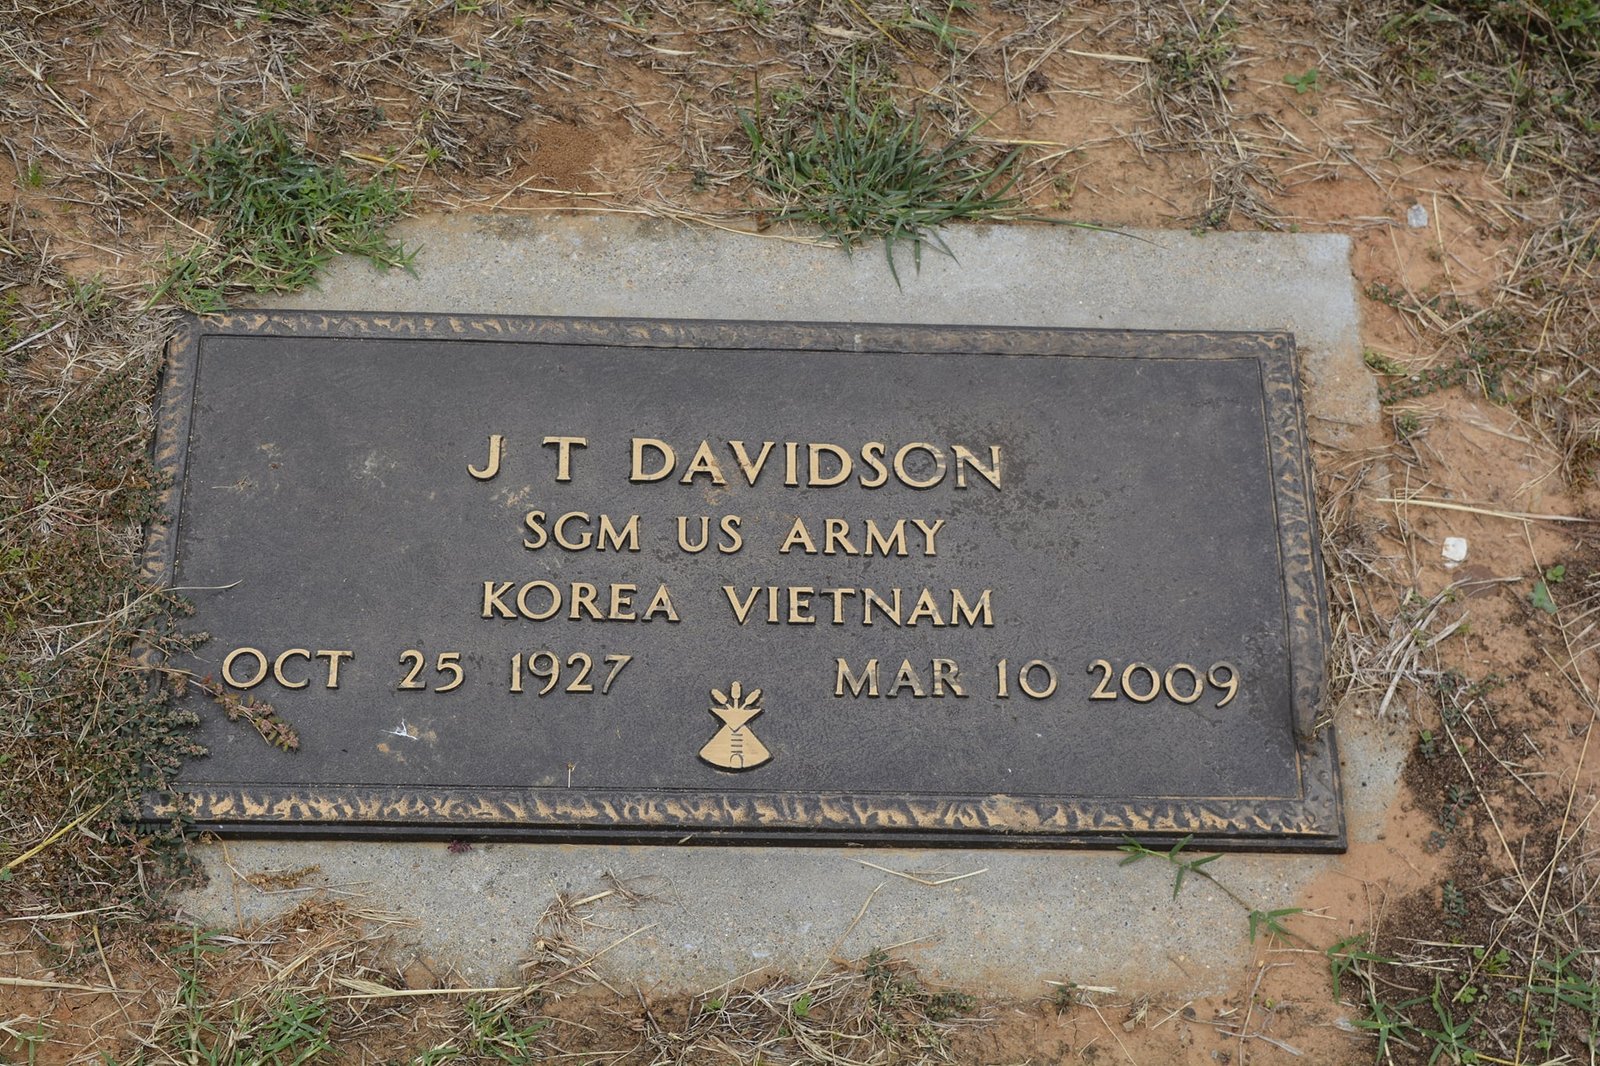 J T DAVIDSON
SGM US ARMY
KOREA VIETNAM
OCT 25 1927 MAR 10 2009